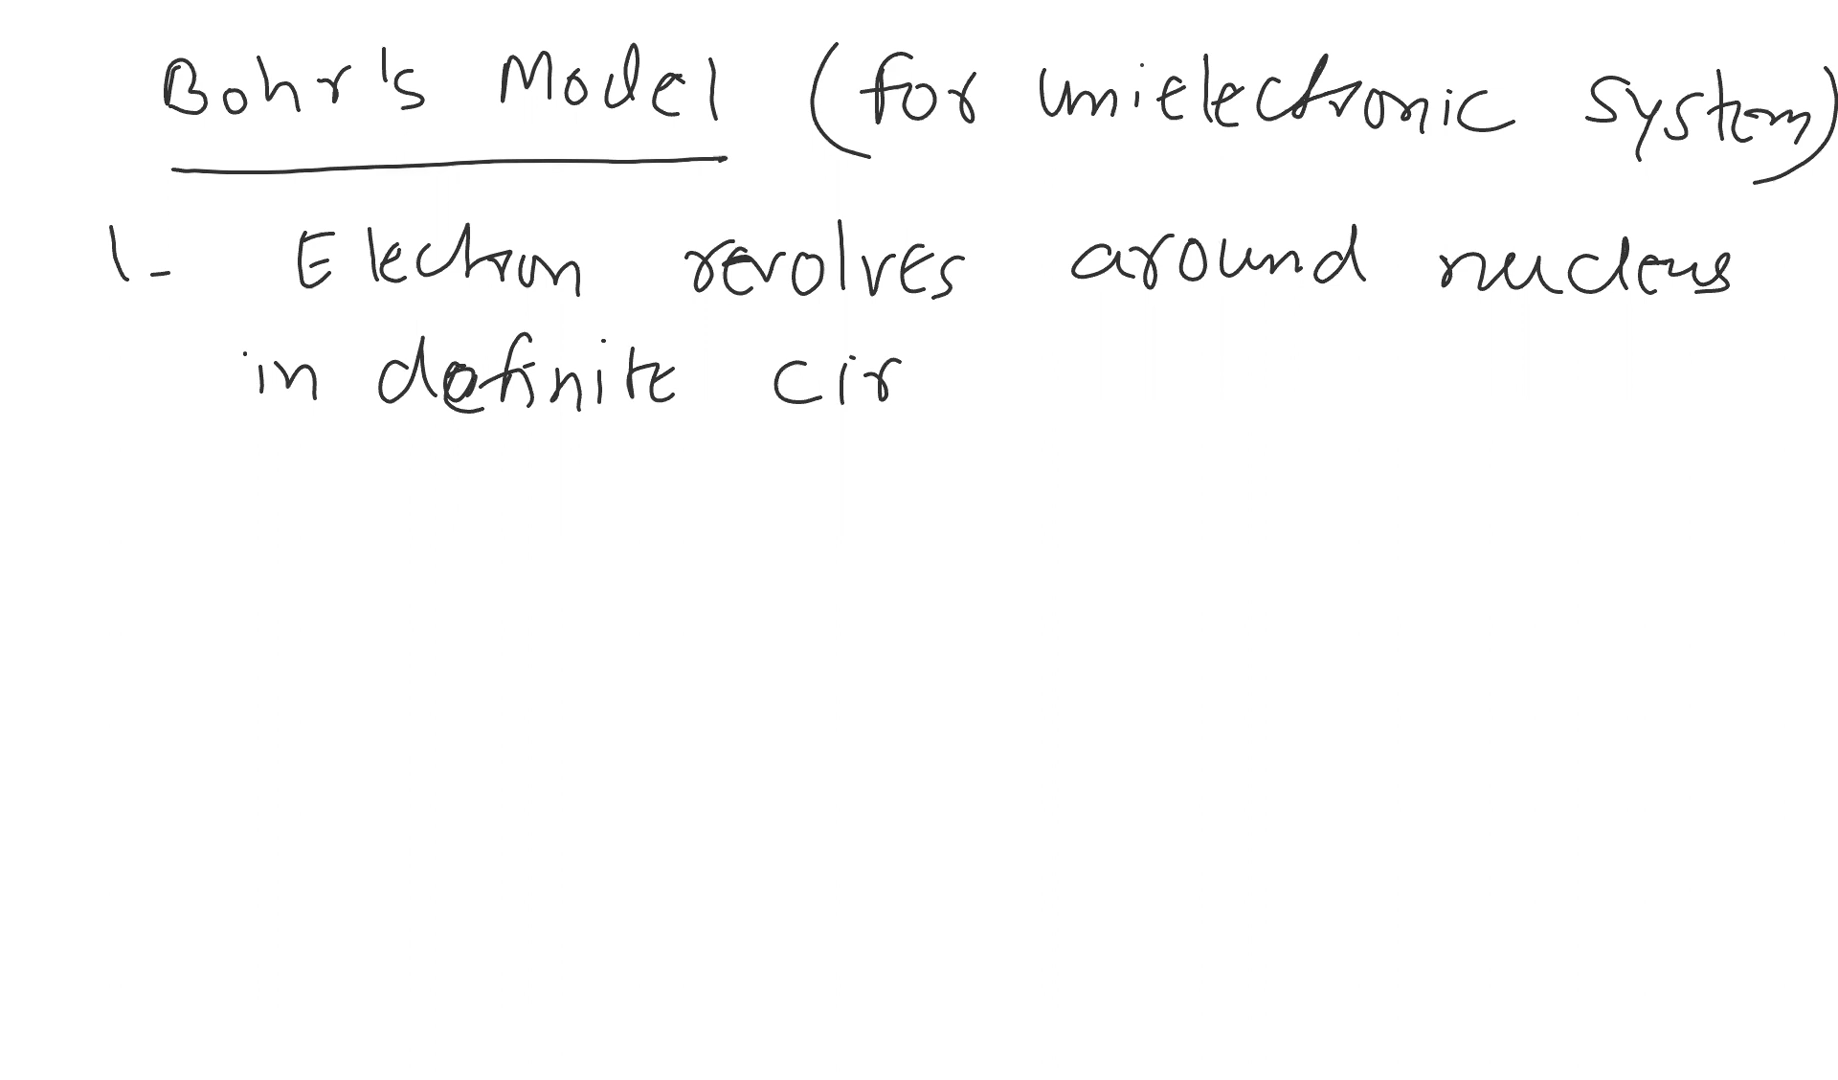 Bohr's Model (for unielectronic system)
1- Electron revolves around nucleus
in definite cir